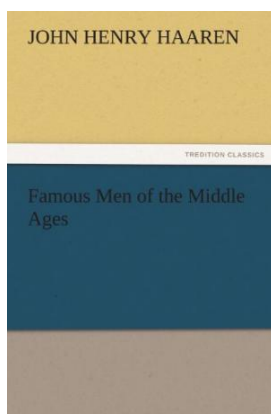 JOHN HENRY HAAREN
TREDITION CLASSICS
Famous Men of the Middle
Ages